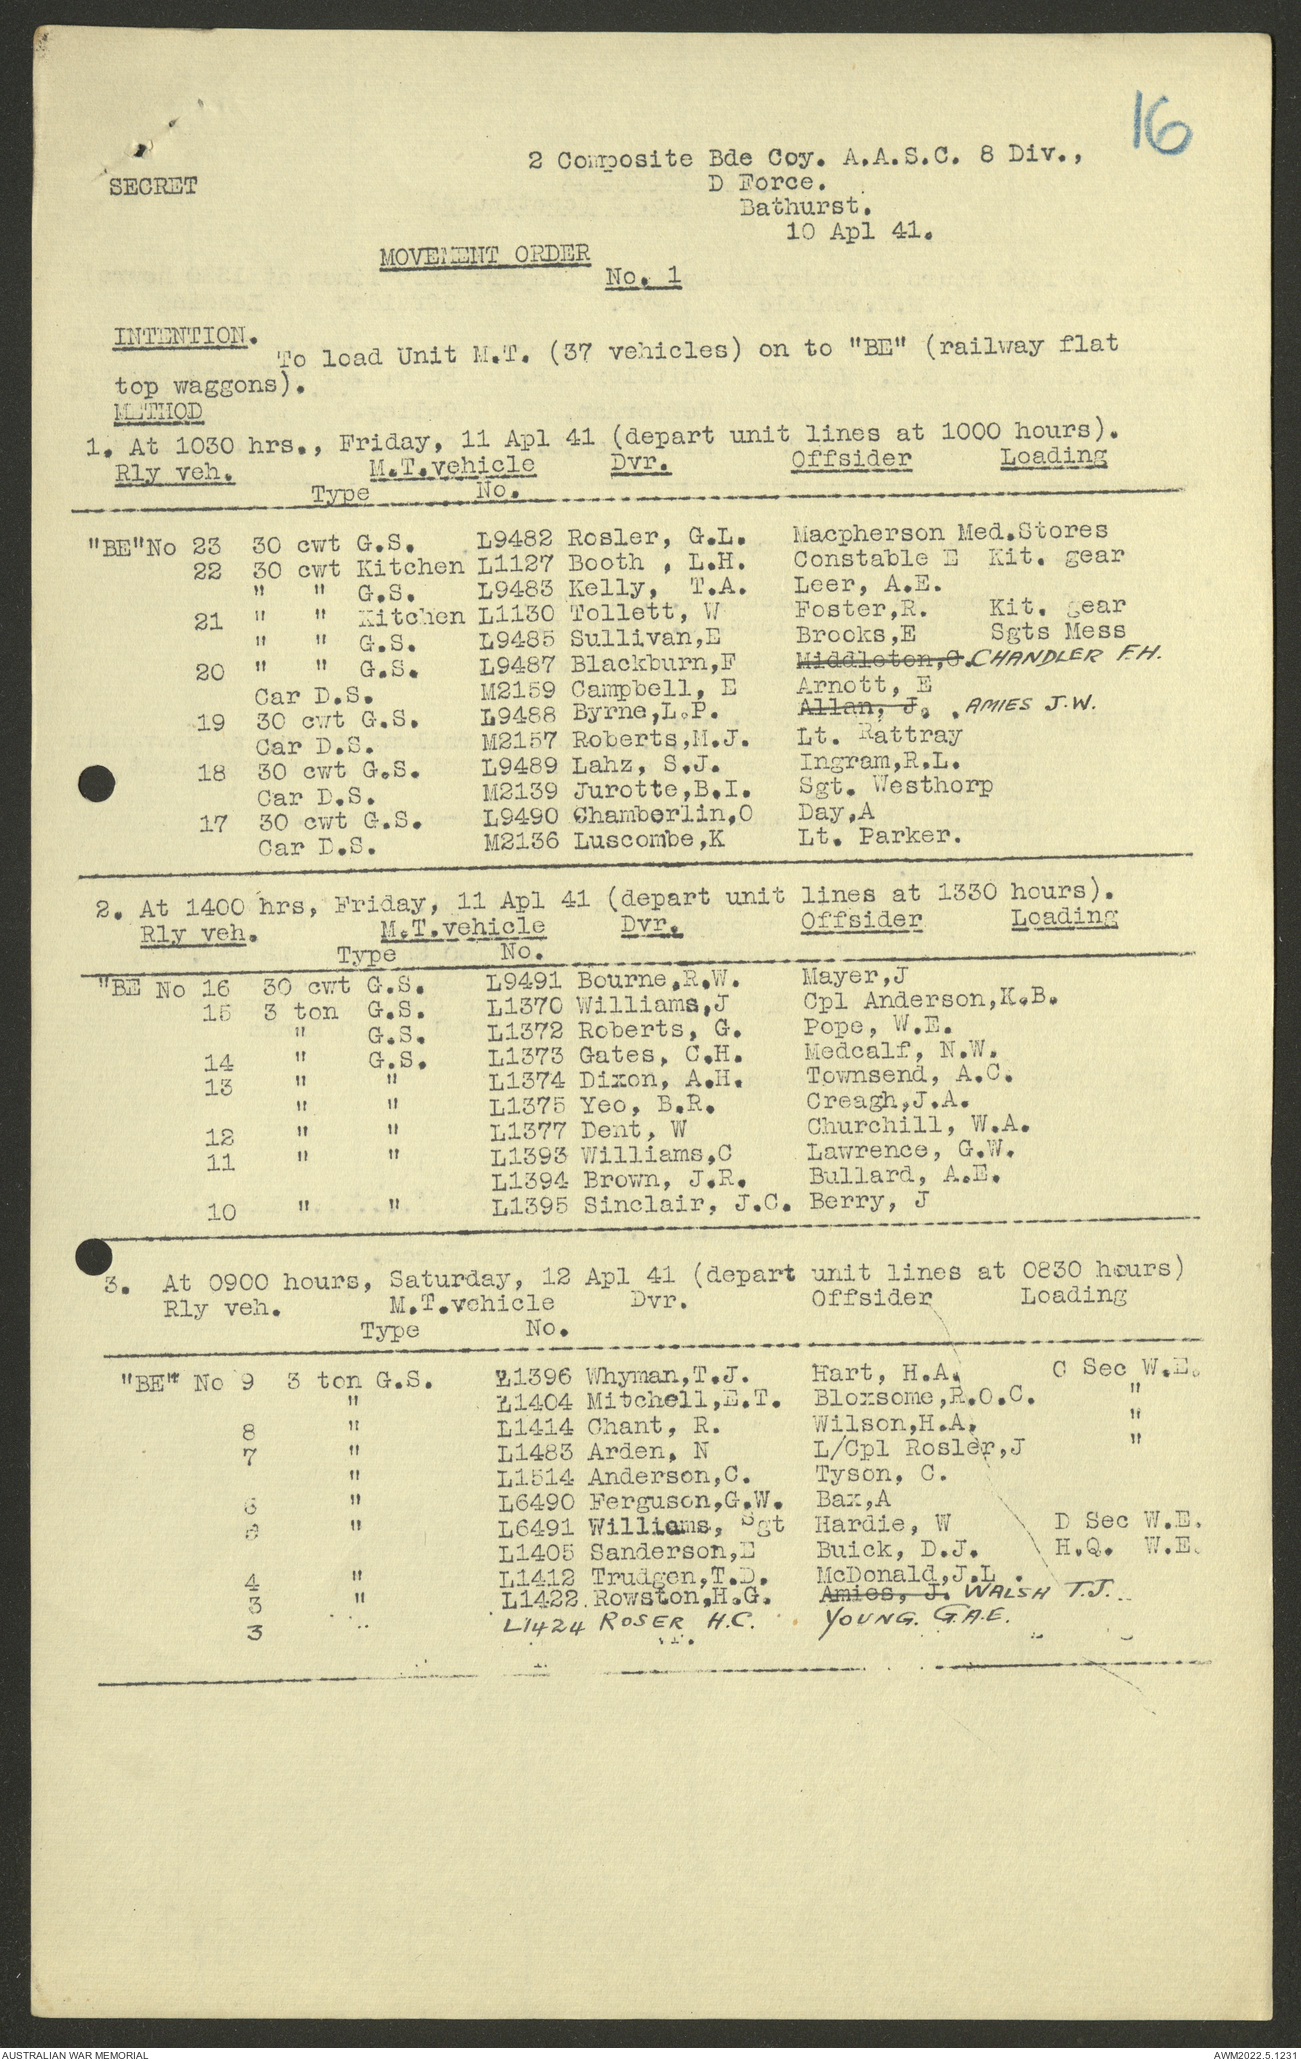 16
2 Composite Bde Coy. A.A.S.C. 8 Div.,
SECRET D Force.
Bathurst.
10 Apl 41.
MOVEMENT ORDER
No. 1
INTENTION.
To load Unit M.T. (37 vehicles) on to "BE" (railway flat
top waggons).
METHOD
1. At 1030 hrs., Friday, 11 Apl 41 (depart unit lines at 1000 hours).
Rly veh. M.T.vehicle Dvr. Offsider Loading
Type No.
"BE"No 23 30 cwt G.S. L9482 Rosler, G.L. Macpherson Med.Stores
22 30 cwt Kitchen L1127 Booth , L.H. Constable E Kit. gear
" " G.S. L9483 Kelly, T.A. Leer, A.E.
21 " " Kitchen L1130 Tollett, W Foster,R. Kit. gear
" " G.S. L9485 Sullivan,E Brooks,E Sgts Mess
20 " " G.S. L9487 Blackburn,F Middleton,C. CHANDLER F.H.
Car D.S. M2159 Campbell, E Arnott, E
19 30 cwt G.S. L9488 Byrne,L.P. Allan, J. . AMIES J.W.
Car D.S. M2157 Roberts,M.J. Lt. Rattray
18 30 cwt G.S. L9489 Lahz, S.J. Ingram,R.L.
Car D.S. M2139 Jurotte,B.I. Sgt. Westhorp
17 30 cwt G.S. L9490 Chamberlin,O Day,A
Car D.S. M2136 Luscombe,K Lt. Parker.
2. At 1400 hrs, Friday, 11 Apl 41 (depart unit lines at 1330 hours).
Rly veh. M.T.vehicle Dvr. Offsider Loading
Type No.
"BE No 16 30 cwt G.S. L9491 Bourne,R.W. Mayer,J
15 3 ton G.S. L1370 Williams,J Cpl Anderson,K.B.
" G.S. L1372 Roberts, G. Pope, W.E.
14 " G.S. L1373 Gates, C.H. Medcalf, N.W.
13 " " L1374 Dixon, A.H. Townsend, A.C.
" " L1375 Yeo, B.R. Creagh,J.A.
12 " " L1377 Dent, W Churchill, W.A.
11 " " L1393 Williams,C Lawrence, G.W.
L1394 Brown, J.R. Bullard, A.E.
10 " " L1395 Sinclair, J.C. Berry, J
3. At 0900 hours, Saturday, 12 Apl 41 (depart unit lines at 0830 hours)
Rly veh. M.T.vehicle Dvr. Offsider Loading
Type No.
"BE" No 9 3 ton G.S. L1396 Whyman,T.J. Hart, H.A. C Sec W.E.
" L1404 Mitchell,E.T. Bloxsome,R.O.C. "
8 " L1414 Chant, R. Wilson,H.A. "
7 " L1483 Arden, N L/Cpl Rosler,J "
" L1514 Anderson,C. Tyson, C.
6 " L6490 Ferguson,G.W. Bax,A
5 " L6491 Williams, Sgt Hardie, W D Sec W.E.
L1405 Sanderson,E Buick, D.J. H.Q. W.E.
4 " L1412 Trudgen,T.D. McDonald,J.L .
3 " L1422. Rowston,H.G. Amies, J. WALSH T.J.
3 L1424 ROSER H.C. YOUNG. G.A.E.
AUSTRALIAN WAR MEMORIAL AWM2022.5.1231